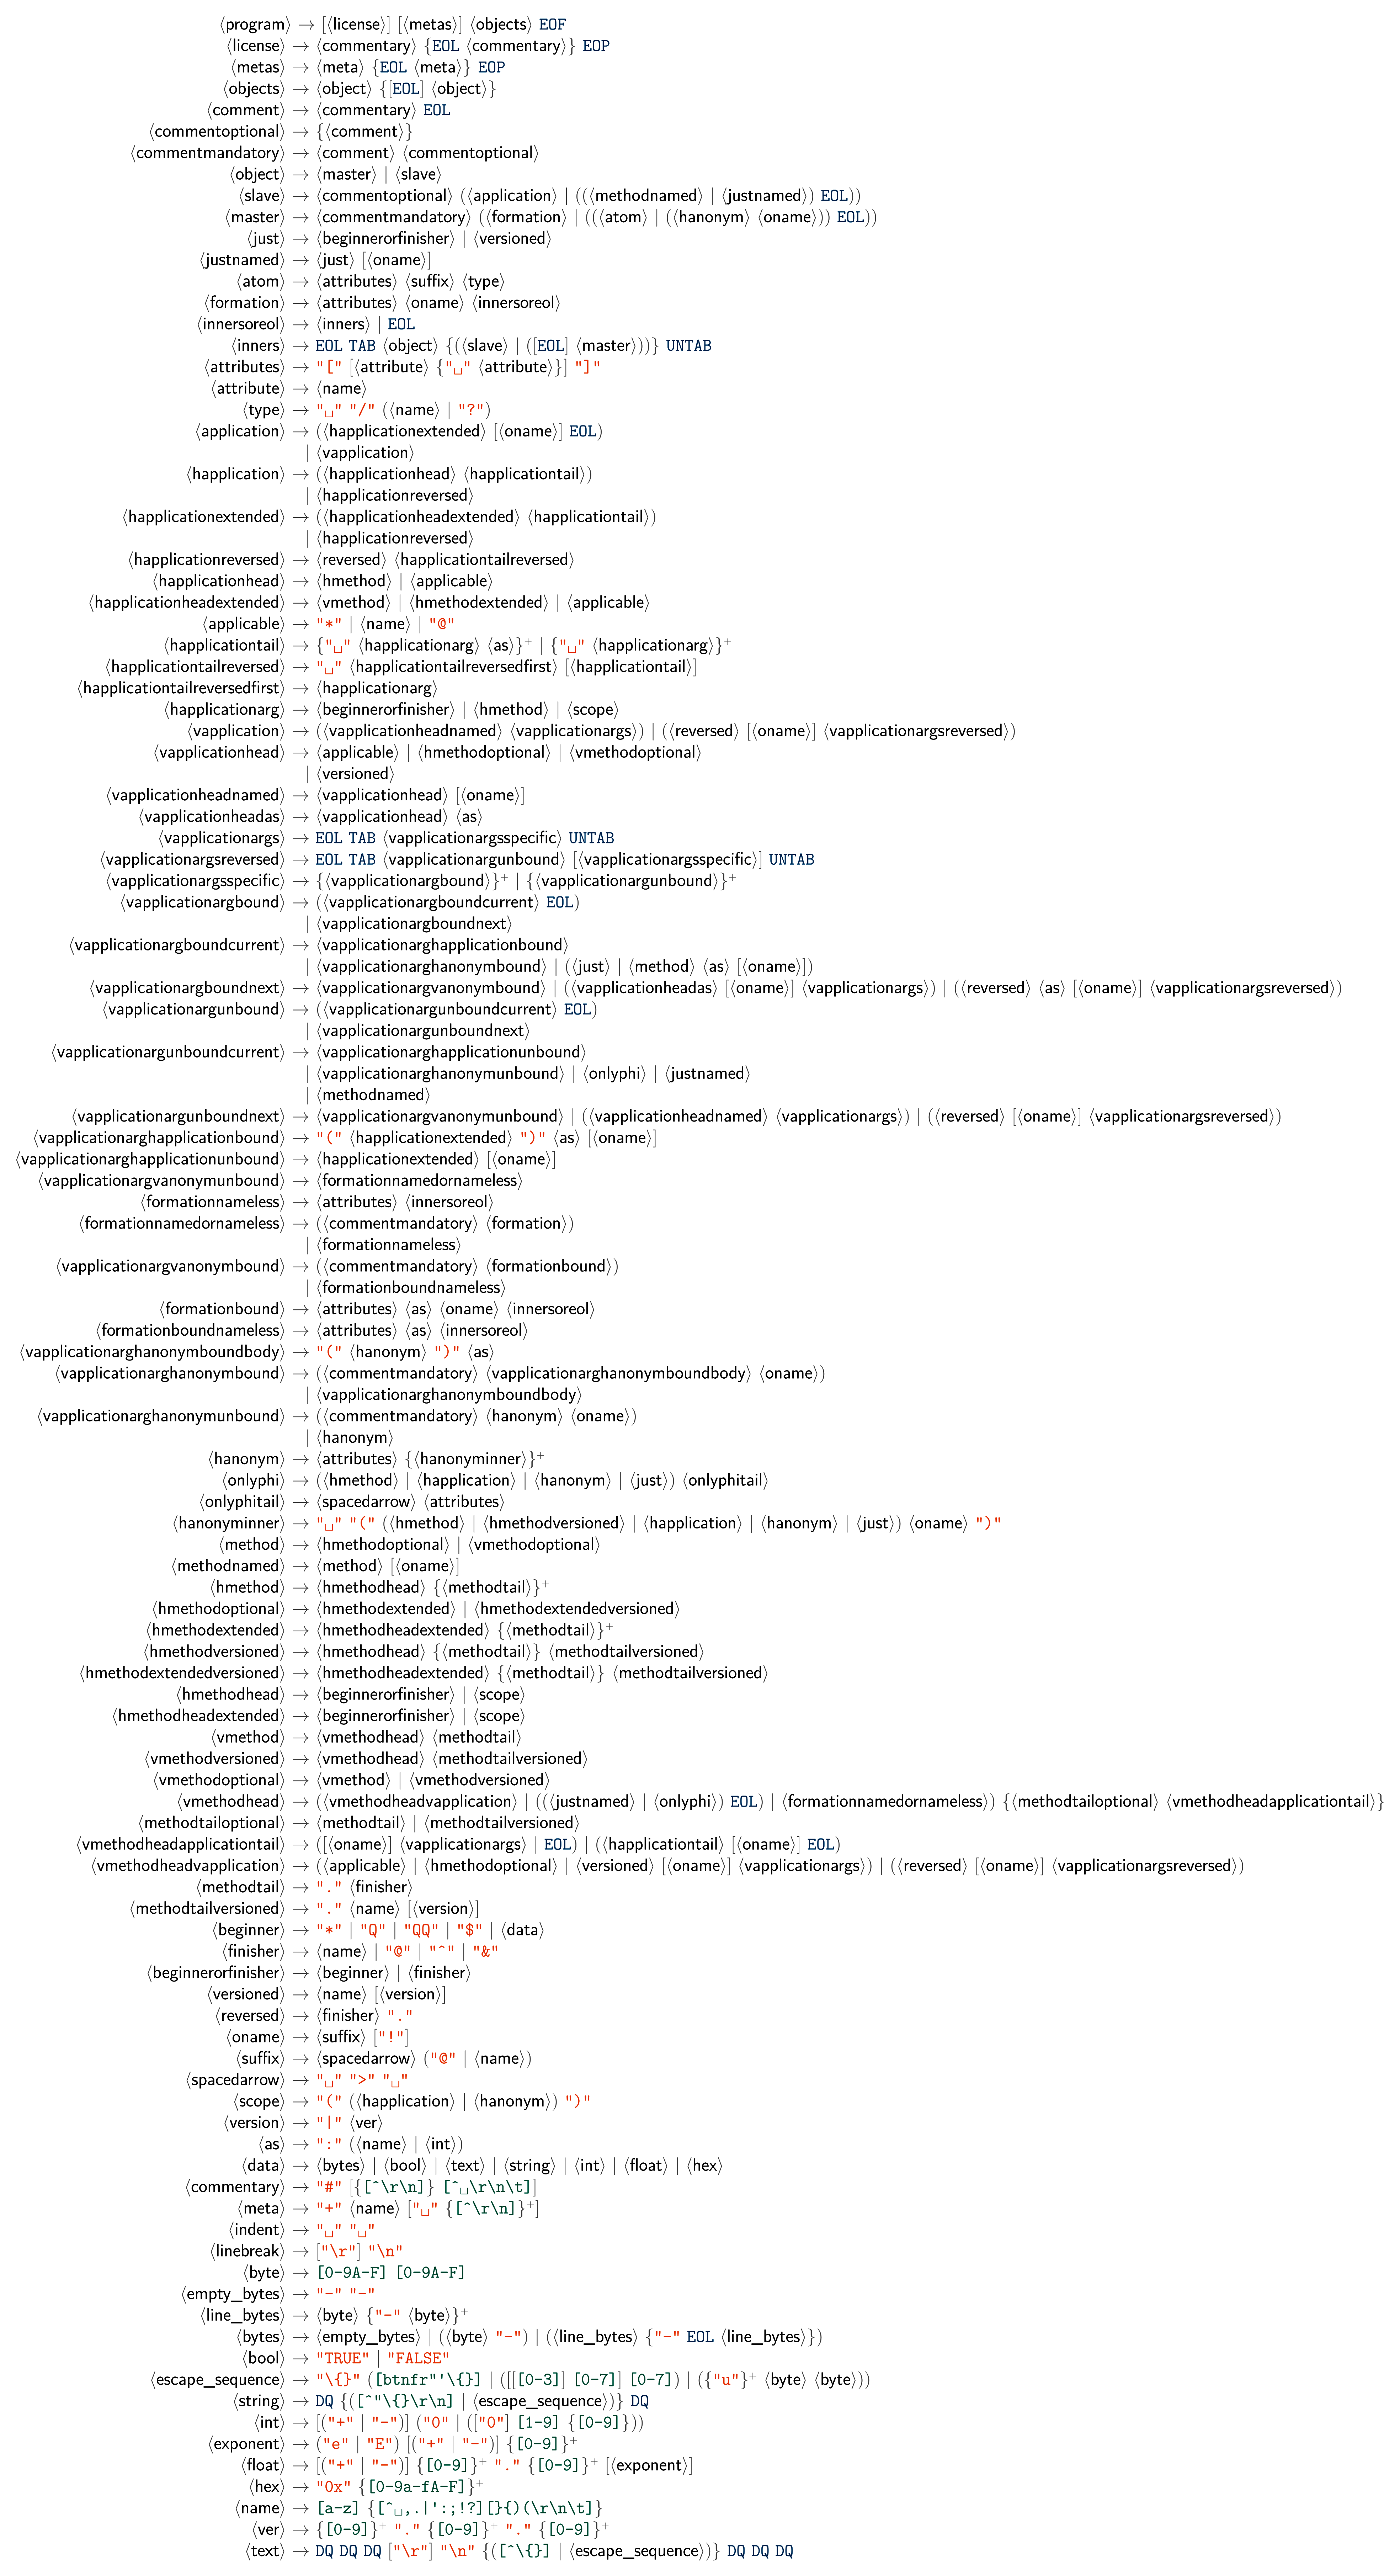 ⟨program⟩ → [⟨license⟩] [⟨metas⟩] ⟨objects⟩ EOF
⟨license⟩ → ⟨commentary⟩ {EOL ⟨commentary⟩} EOP
⟨metas⟩ → ⟨meta⟩ {EOL ⟨meta⟩} EOP
⟨objects⟩ → ⟨object⟩ {[EOL] ⟨object⟩}
⟨comment⟩ → ⟨commentary⟩ EOL
⟨commentoptional⟩ → {⟨comment⟩}
⟨commentmandatory⟩ → ⟨comment⟩ ⟨commentoptional⟩
⟨object⟩ → ⟨master⟩ | ⟨slave⟩
⟨slave⟩ → ⟨commentoptional⟩ (⟨application⟩ | ((⟨methodnamed⟩ | ⟨justnamed⟩) EOL))
⟨master⟩ → ⟨commentmandatory⟩ (⟨formation⟩ | ((⟨atom⟩ | (⟨hanonym⟩ ⟨oname⟩)) EOL))
⟨just⟩ → ⟨beginnerorfinisher⟩ | ⟨versioned⟩
⟨justnamed⟩ → ⟨just⟩ [⟨oname⟩]
⟨atom⟩ → ⟨attributes⟩ ⟨suffix⟩ ⟨type⟩
⟨formation⟩ → ⟨attributes⟩ ⟨oname⟩ ⟨innersoreol⟩
⟨innersoreol⟩ → ⟨inners⟩ | EOL
⟨inners⟩ → EOL TAB ⟨object⟩ {(⟨slave⟩ | ([EOL] ⟨master⟩))} UNTAB
⟨attributes⟩ → "[" [⟨attribute⟩ {"␣" ⟨attribute⟩}] "]"
⟨attribute⟩ → ⟨name⟩
⟨type⟩ → "␣" "/" (⟨name⟩ | "?")
⟨application⟩ → (⟨happlicationextended⟩ [⟨oname⟩] EOL)
| ⟨vapplication⟩
⟨happlication⟩ → (⟨happlicationhead⟩ ⟨happlicationtail⟩)
| ⟨happlicationreversed⟩
⟨happlicationextended⟩ → (⟨happlicationheadextended⟩ ⟨happlicationtail⟩)
| ⟨happlicationreversed⟩
⟨happlicationreversed⟩ → ⟨reversed⟩ ⟨happlicationtailreversed⟩
⟨happlicationhead⟩ → ⟨hmethod⟩ | ⟨applicable⟩
⟨happlicationheadextended⟩ → ⟨vmethod⟩ | ⟨hmethodextended⟩ | ⟨applicable⟩
⟨applicable⟩ → "*" | ⟨name⟩ | "@"
⟨happlicationtail⟩ → {"␣" ⟨happlicationarg⟩ ⟨as⟩}⁺ | {"␣" ⟨happlicationarg⟩}⁺
⟨happlicationtailreversed⟩ → "␣" ⟨happlicationtailreversedfirst⟩ [⟨happlicationtail⟩]
⟨happlicationtailreversedfirst⟩ → ⟨happlicationarg⟩
⟨happlicationarg⟩ → ⟨beginnerorfinisher⟩ | ⟨hmethod⟩ | ⟨scope⟩
⟨vapplication⟩ → (⟨vapplicationheadnamed⟩ ⟨vapplicationargs⟩) | (⟨reversed⟩ [⟨oname⟩] ⟨vapplicationargsreversed⟩)
⟨vapplicationhead⟩ → ⟨applicable⟩ | ⟨hmethodoptional⟩ | ⟨vmethodoptional⟩
| ⟨versioned⟩
⟨vapplicationheadnamed⟩ → ⟨vapplicationhead⟩ [⟨oname⟩]
⟨vapplicationheadas⟩ → ⟨vapplicationhead⟩ ⟨as⟩
⟨vapplicationargs⟩ → EOL TAB ⟨vapplicationargsspecific⟩ UNTAB
⟨vapplicationargsreversed⟩ → EOL TAB ⟨vapplicationargunbound⟩ [⟨vapplicationargsspecific⟩] UNTAB
⟨vapplicationargsspecific⟩ → {⟨vapplicationargbound⟩}⁺ | {⟨vapplicationargunbound⟩}⁺
⟨vapplicationargbound⟩ → (⟨vapplicationargboundcurrent⟩ EOL)
| ⟨vapplicationargboundnext⟩
⟨vapplicationargboundcurrent⟩ → ⟨vapplicationarghapplicationbound⟩
| ⟨vapplicationarghanonymbound⟩ | (⟨just⟩ | ⟨method⟩ ⟨as⟩ [⟨oname⟩])
⟨vapplicationargboundnext⟩ → ⟨vapplicationargvanonymbound⟩ | (⟨vapplicationheadas⟩ [⟨oname⟩] ⟨vapplicationargs⟩) | (⟨reversed⟩ ⟨as⟩ [⟨oname⟩] ⟨vapplicationargsreversed⟩)
⟨vapplicationargunbound⟩ → (⟨vapplicationargunboundcurrent⟩ EOL)
| ⟨vapplicationargunboundnext⟩
⟨vapplicationargunboundcurrent⟩ → ⟨vapplicationarghapplicationunbound⟩
| ⟨vapplicationarghanonymunbound⟩ | ⟨onlyphi⟩ | ⟨justnamed⟩
| ⟨methodnamed⟩
⟨vapplicationargunboundnext⟩ → ⟨vapplicationargvanonymunbound⟩ | (⟨vapplicationheadnamed⟩ ⟨vapplicationargs⟩) | (⟨reversed⟩ [⟨oname⟩] ⟨vapplicationargsreversed⟩)
⟨vapplicationarghapplicationbound⟩ → "(" ⟨happlicationextended⟩ ")" ⟨as⟩ [⟨oname⟩]
⟨vapplicationarghapplicationunbound⟩ → ⟨happlicationextended⟩ [⟨oname⟩]
⟨vapplicationargvanonymunbound⟩ → ⟨formationnamedornameless⟩
⟨formationnameless⟩ → ⟨attributes⟩ ⟨innersoreol⟩
⟨formationnamedornameless⟩ → (⟨commentmandatory⟩ ⟨formation⟩)
| ⟨formationnameless⟩
⟨vapplicationargvanonymbound⟩ → (⟨commentmandatory⟩ ⟨formationbound⟩)
| ⟨formationboundnameless⟩
⟨formationbound⟩ → ⟨attributes⟩ ⟨as⟩ ⟨oname⟩ ⟨innersoreol⟩
⟨formationboundnameless⟩ → ⟨attributes⟩ ⟨as⟩ ⟨innersoreol⟩
⟨vapplicationarghanonymboundbody⟩ → "(" ⟨hanonym⟩ ")" ⟨as⟩
⟨vapplicationarghanonymbound⟩ → (⟨commentmandatory⟩ ⟨vapplicationarghanonymboundbody⟩ ⟨oname⟩)
| ⟨vapplicationarghanonymboundbody⟩
⟨vapplicationarghanonymunbound⟩ → (⟨commentmandatory⟩ ⟨hanonym⟩ ⟨oname⟩)
| ⟨hanonym⟩
⟨hanonym⟩ → ⟨attributes⟩ {⟨hanonyminner⟩}⁺
⟨onlyphi⟩ → (⟨hmethod⟩ | ⟨happlication⟩ | ⟨hanonym⟩ | ⟨just⟩) ⟨onlyphitail⟩
⟨onlyphitail⟩ → ⟨spacedarrow⟩ ⟨attributes⟩
⟨hanonyminner⟩ → "␣" "(" (⟨hmethod⟩ | ⟨hmethodversioned⟩ | ⟨happlication⟩ | ⟨hanonym⟩ | ⟨just⟩) ⟨oname⟩ ")"
⟨method⟩ → ⟨hmethodoptional⟩ | ⟨vmethodoptional⟩
⟨methodnamed⟩ → ⟨method⟩ [⟨oname⟩]
⟨hmethod⟩ → ⟨hmethodhead⟩ {⟨methodtail⟩}⁺
⟨hmethodoptional⟩ → ⟨hmethodextended⟩ | ⟨hmethodextendedversioned⟩
⟨hmethodextended⟩ → ⟨hmethodheadextended⟩ {⟨methodtail⟩}⁺
⟨hmethodversioned⟩ → ⟨hmethodhead⟩ {⟨methodtail⟩} ⟨methodtailversioned⟩
⟨hmethodextendedversioned⟩ → ⟨hmethodheadextended⟩ {⟨methodtail⟩} ⟨methodtailversioned⟩
⟨hmethodhead⟩ → ⟨beginnerorfinisher⟩ | ⟨scope⟩
⟨hmethodheadextended⟩ → ⟨beginnerorfinisher⟩ | ⟨scope⟩
⟨vmethod⟩ → ⟨vmethodhead⟩ ⟨methodtail⟩
⟨vmethodversioned⟩ → ⟨vmethodhead⟩ ⟨methodtailversioned⟩
⟨vmethodoptional⟩ → ⟨vmethod⟩ | ⟨vmethodversioned⟩
⟨vmethodhead⟩ → (⟨vmethodheadvapplication⟩ | ((⟨justnamed⟩ | ⟨onlyphi⟩) EOL) | ⟨formationnamedornameless⟩) {⟨methodtailoptional⟩ ⟨vmethodheadapplicationtail⟩}
⟨methodtailoptional⟩ → ⟨methodtail⟩ | ⟨methodtailversioned⟩
⟨vmethodheadapplicationtail⟩ → ([⟨oname⟩] ⟨vapplicationargs⟩ | EOL) | (⟨happlicationtail⟩ [⟨oname⟩] EOL)
⟨vmethodheadvapplication⟩ → (⟨applicable⟩ | ⟨hmethodoptional⟩ | ⟨versioned⟩ [⟨oname⟩] ⟨vapplicationargs⟩) | (⟨reversed⟩ [⟨oname⟩] ⟨vapplicationargsreversed⟩)
⟨methodtail⟩ → "." ⟨finisher⟩
⟨methodtailversioned⟩ → "." ⟨name⟩ [⟨version⟩]
⟨beginner⟩ → "*" | "Q" | "QQ" | "$" | ⟨data⟩
⟨finisher⟩ → ⟨name⟩ | "@" | "^" | "&"
⟨beginnerorfinisher⟩ → ⟨beginner⟩ | ⟨finisher⟩
⟨versioned⟩ → ⟨name⟩ [⟨version⟩]
⟨reversed⟩ → ⟨finisher⟩ "."
⟨oname⟩ → ⟨suffix⟩ ["!"]
⟨suffix⟩ → ⟨spacedarrow⟩ ("@" | ⟨name⟩)
⟨spacedarrow⟩ → "␣" ">" "␣"
⟨scope⟩ → "(" (⟨happlication⟩ | ⟨hanonym⟩) ")"
⟨version⟩ → "|" ⟨ver⟩
⟨as⟩ → ":" (⟨name⟩ | ⟨int⟩)
⟨data⟩ → ⟨bytes⟩ | ⟨bool⟩ | ⟨text⟩ | ⟨string⟩ | ⟨int⟩ | ⟨float⟩ | ⟨hex⟩
⟨commentary⟩ → "#" [{[^\r\n]} [^␣\r\n\t]]
⟨meta⟩ → "+" ⟨name⟩ ["␣" {[^\r\n]}⁺]
⟨indent⟩ → "␣" "␣"
⟨linebreak⟩ → ["\r"] "\n"
⟨byte⟩ → [0-9A-F] [0-9A-F]
⟨empty_bytes⟩ → "-" "-"
⟨line_bytes⟩ → ⟨byte⟩ {"-" ⟨byte⟩}⁺
⟨bytes⟩ → ⟨empty_bytes⟩ | (⟨byte⟩ "-") | (⟨line_bytes⟩ {"-" EOL ⟨line_bytes⟩})
⟨bool⟩ → "TRUE" | "FALSE"
⟨escape_sequence⟩ → "\{}" ([btnfr"'\{}] | ([[[0-3]] [0-7]] [0-7]) | ({"u"}⁺ ⟨byte⟩ ⟨byte⟩))
⟨string⟩ → DQ {([^"\{}\r\n] | ⟨escape_sequence⟩)} DQ
⟨int⟩ → [("+" | "-")] ("0" | (["0"] [1-9] {[0-9]}))
⟨exponent⟩ → ("e" | "E") [("+" | "-")] {[0-9]}⁺
⟨float⟩ → [("+" | "-")] {[0-9]}⁺ "." {[0-9]}⁺ [⟨exponent⟩]
⟨hex⟩ → "0x" {[0-9a-fA-F]}⁺
⟨name⟩ → [a-z] {[^␣,.|':;!?][}{)(\r\n\t]}
⟨ver⟩ → {[0-9]}⁺ "." {[0-9]}⁺ "." {[0-9]}⁺
⟨text⟩ → DQ DQ DQ ["\r"] "\n" {([^\{}] | ⟨escape_sequence⟩)} DQ DQ DQ